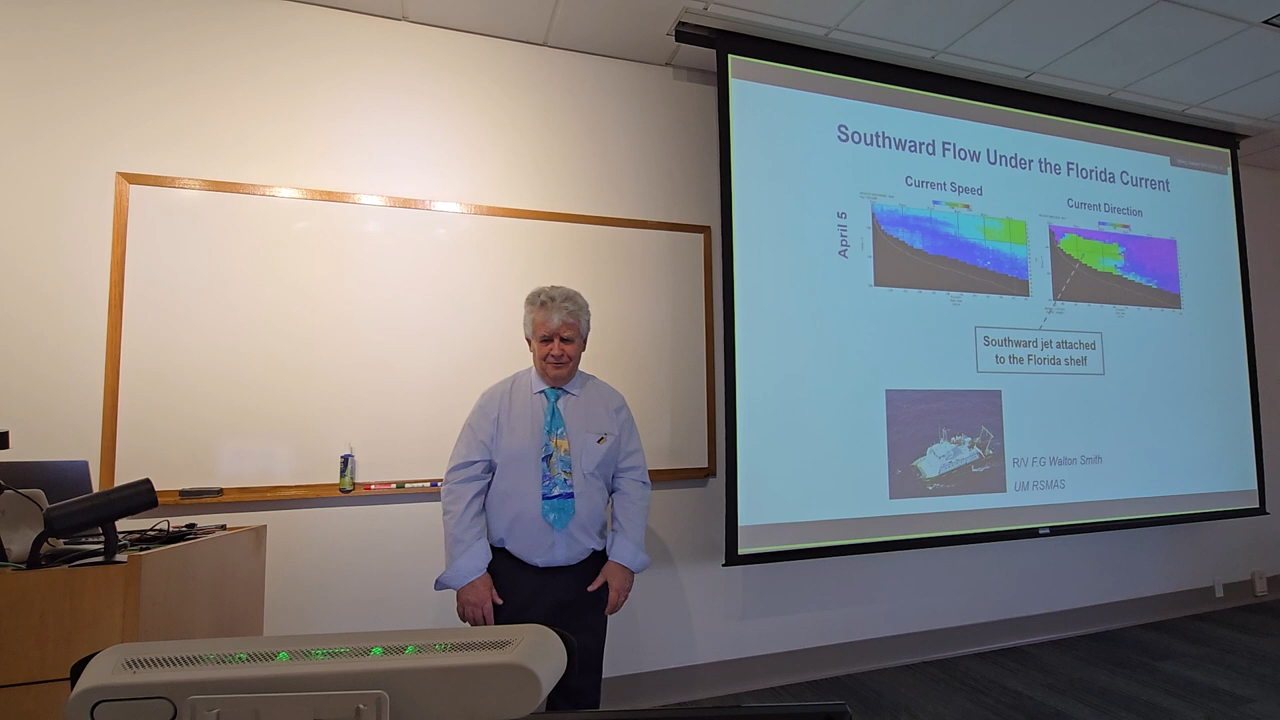 Southward Flow Under the Florida Current
Current Speed
Current Direction
April 5
Southward jet attached
to the Florida shelf
R/V F.G Walton Smith
UM RSMAS